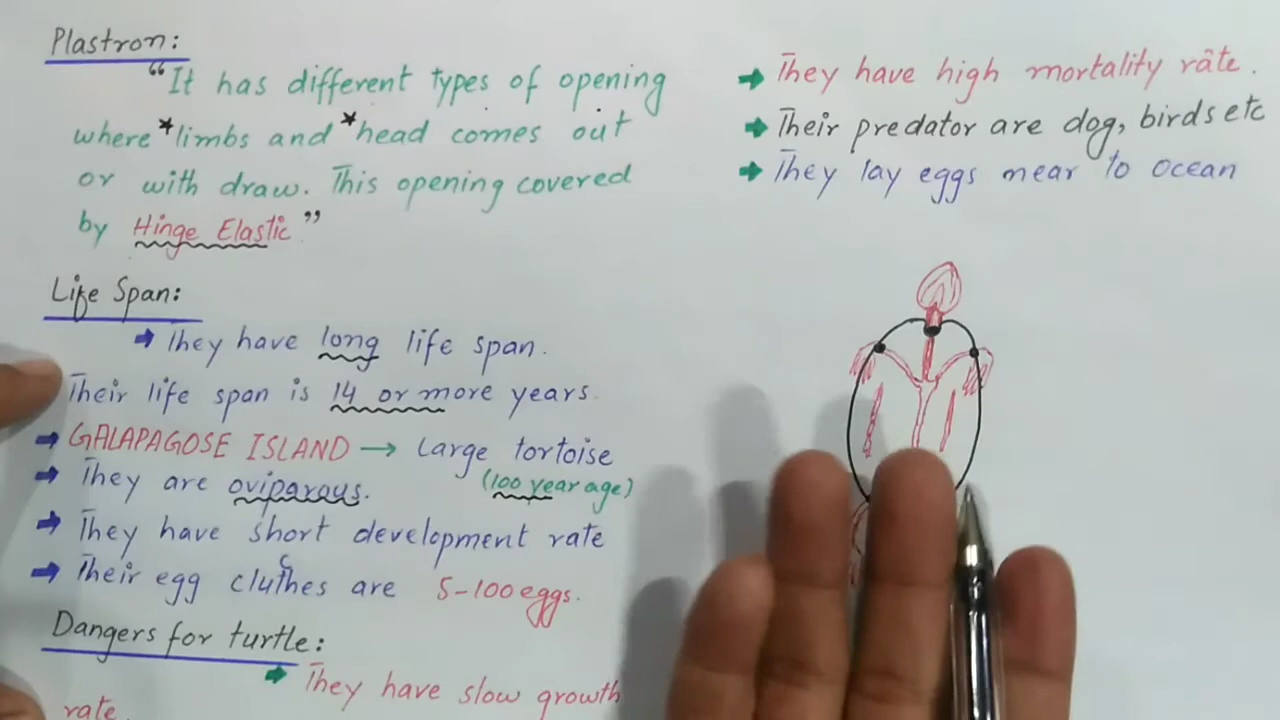 Plastron:
"It has different types of opening
where *limbs and *head comes out
or with draw. This opening covered
by Hinge Elastic"
Life Span:
→ They have long life span.
Their life span is 14 or more years.
→ GALAPAGOSE ISLAND → Large tortoise
→ They are oviparays. (100 year age)
→ They have short development rate
→ Their egg cluthes are 5-100 eggs.
c
Dangers for turtle:
→ They have slow growth
rate.
→ They have high mortality rate.
→ Their predator are dog, birds etc
→ They lay eggs near to ocean